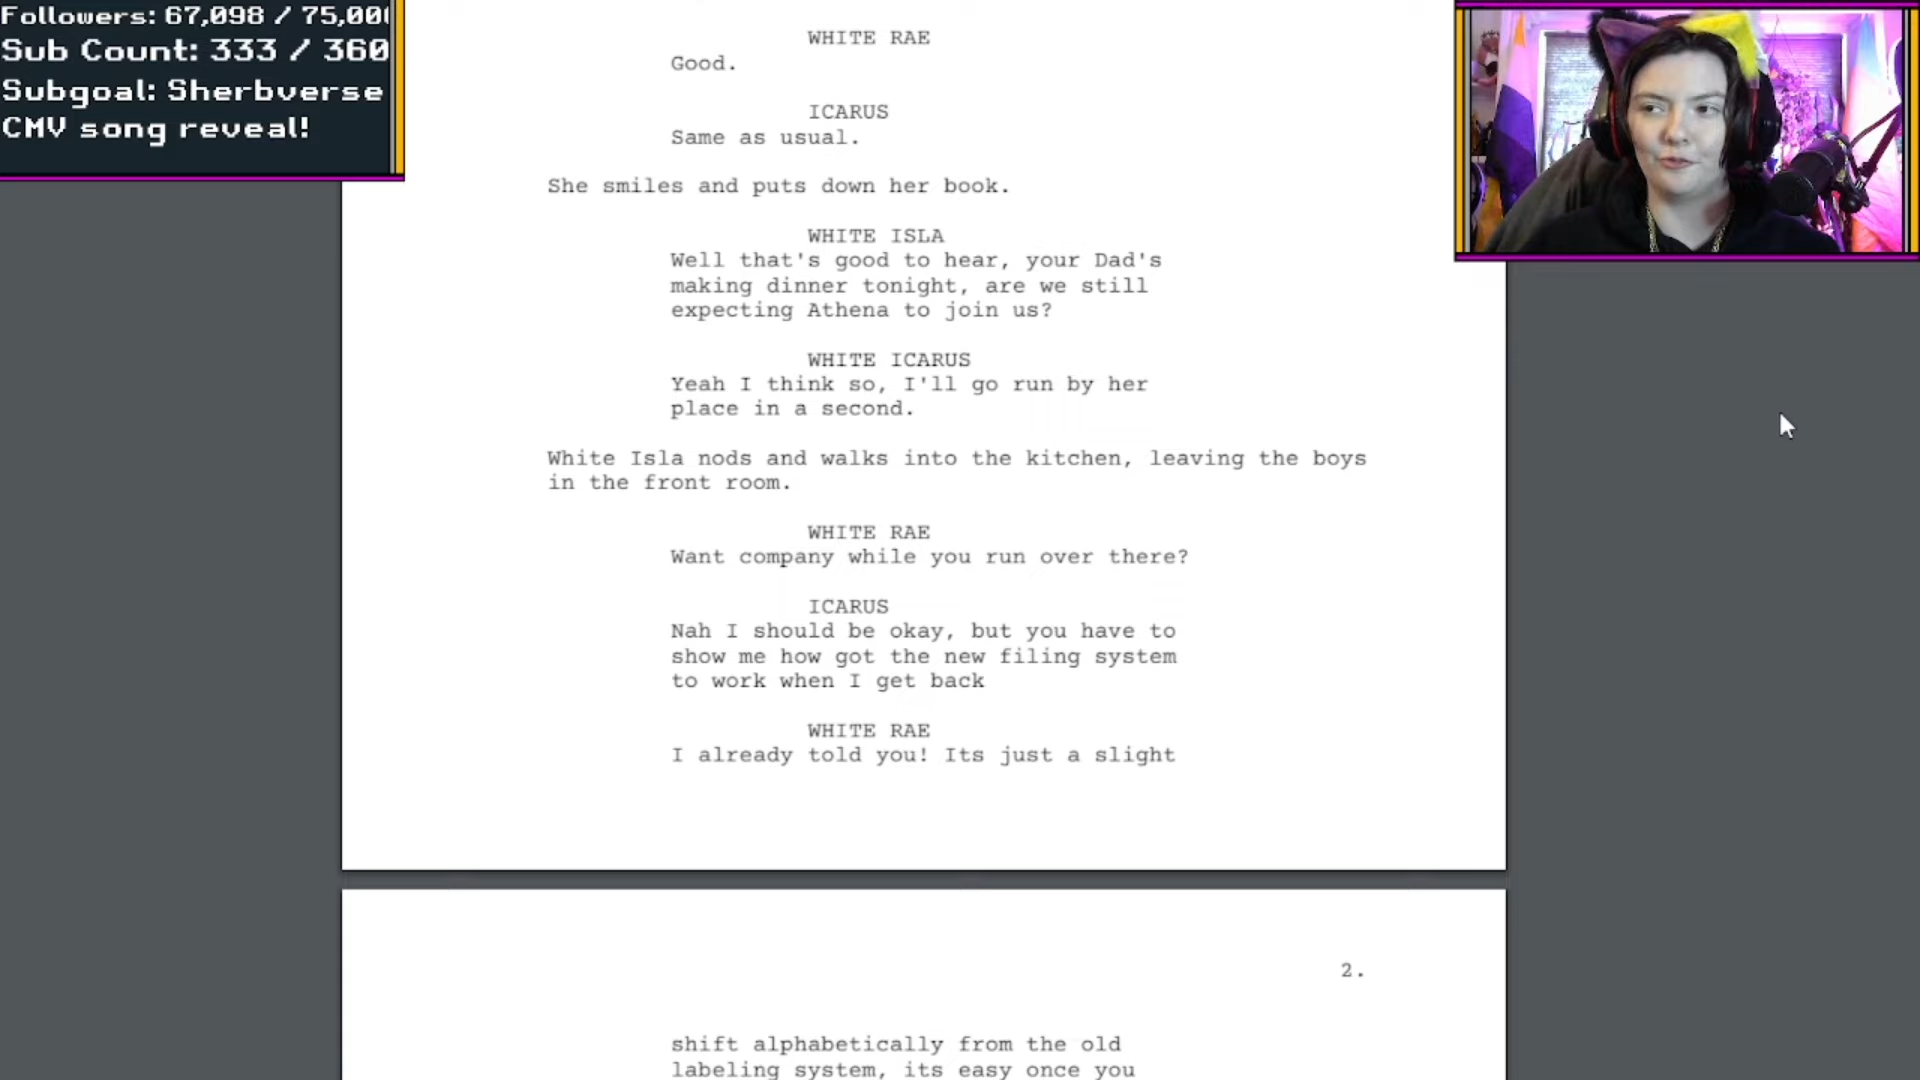 Followers: 67,098 / 75,00
Sub Count: 333 / 360
Subgoal: Sherbverse
CMV song reveal!
WHITE RAE
Good.
ICARUS
Same as usual.
She smiles and puts down her book.
WHITE ISLA
Well that's good to hear, your Dad's
making dinner tonight, are we still
expecting Athena to join us?
WHITE ICARUS
Yeah I think so, I'll go run by her
place in a second.
White Isla nods and walks into the kitchen, leaving the boys
in the front room.
WHITE RAE
Want company while you run over there?
ICARUS
Nah I should be okay, but you have to
show me how got the new filing system
to work when I get back
WHITE RAE
I already told you! Its just a slight
2.
shift alphabetically from the old
labeling system, its easy once you